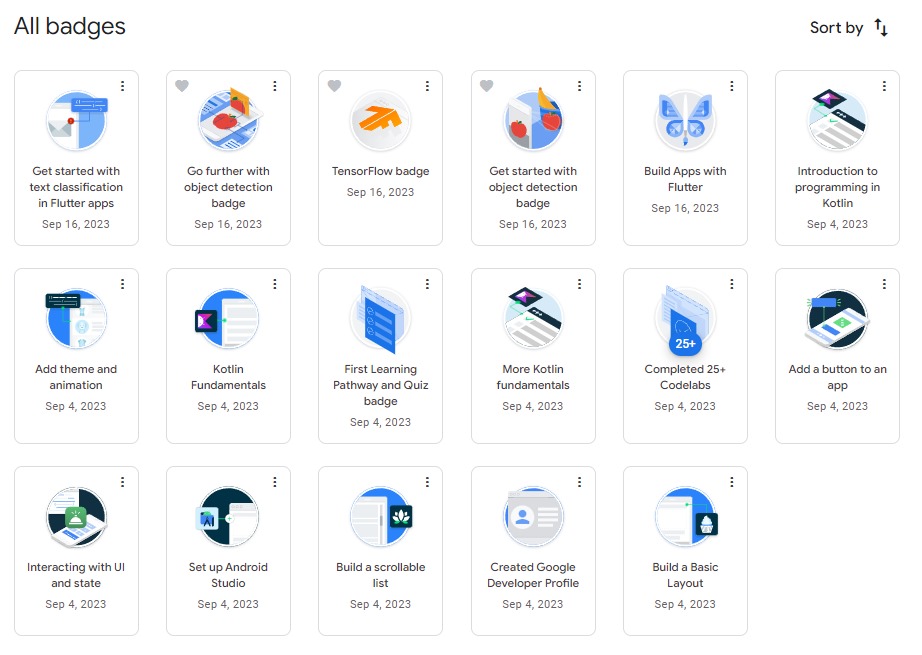 All badges
Sort by
Get started with
text classification
in Flutter apps
Sep 16, 2023
Go further with
object detection
badge
Sep 16, 2023
TensorFlow badge
Sep 16, 2023
Get started with
object detection
badge
Sep 16, 2023
Build Apps with
Flutter
Sep 16, 2023
Introduction to
programming in
Kotlin
Sep 4, 2023
Add theme and
animation
Sep 4, 2023
Kotlin
Fundamentals
Sep 4, 2023
First Learning
Pathway and Quiz
badge
Sep 4, 2023
More Kotlin
fundamentals
Sep 4, 2023
25+
Completed 25+
Codelabs
Sep 4, 2023
Add a button to an
app
Sep 4, 2023
Interacting with UI
and state
Sep 4, 2023
AI
Set up Android
Studio
Sep 4, 2023
Build a scrollable
list
Sep 4, 2023
Created Google
Developer Profile
Sep 4, 2023
Build a Basic
Layout
Sep 4, 2023